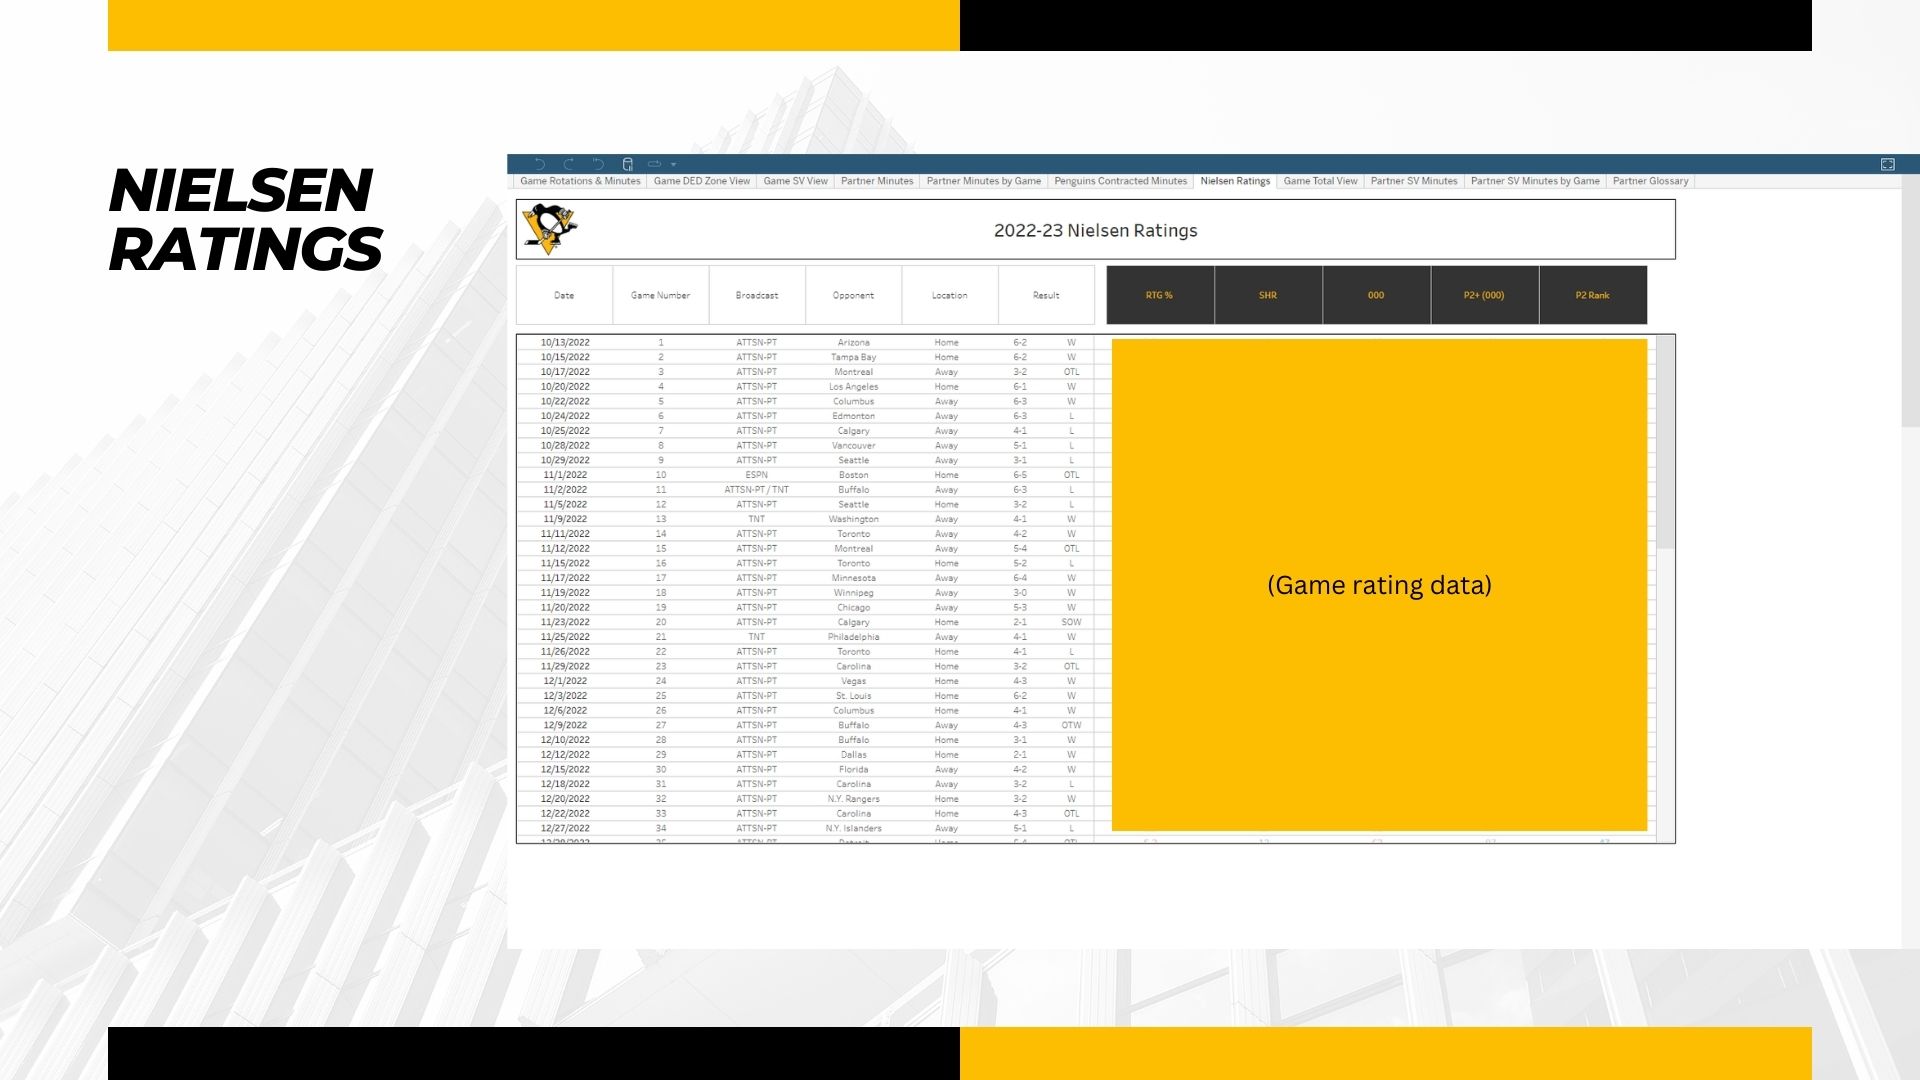 NIELSEN
RATINGS
Game Rotations & Minutes Game DED Zone View Game SV View Partner Minutes Partner Minutes by Game Penguins Contracted Minutes Nielsen Ratings Game Total View Partner SV Minutes Partner SV Minutes by Game Partner Glossary
2022-23 Nielsen Ratings
Date Game Number Broadcast Opponent Location Result RTG % SHR 000 P2+ (000) P2 Rank
10/13/2022 1 ATTSN-PT Arizona Home 6-2 W
10/15/2022 2 ATTSN-PT Tampa Bay Home 6-2 W
10/17/2022 3 ATTSN-PT Montreal Away 3-2 OTL
10/20/2022 4 ATTSN-PT Los Angeles Home 6-1 W
10/22/2022 5 ATTSN-PT Columbus Away 6-3 W
10/24/2022 6 ATTSN-PT Edmonton Away 6-3 L
10/25/2022 7 ATTSN-PT Calgary Away 4-1 L
10/28/2022 8 ATTSN-PT Vancouver Away 5-1 L
10/29/2022 9 ATTSN-PT Seattle Away 3-1 L
11/1/2022 10 ESPN Boston Home 6-5 OTL
11/2/2022 11 ATTSN-PT / TNT Buffalo Away 6-3 L
11/5/2022 12 ATTSN-PT Seattle Home 3-2 L
11/9/2022 13 TNT Washington Away 4-1 W
11/11/2022 14 ATTSN-PT Toronto Away 4-2 W
11/12/2022 15 ATTSN-PT Montreal Away 5-4 OTL
11/15/2022 16 ATTSN-PT Toronto Home 5-2 L
11/17/2022 17 ATTSN-PT Minnesota Away 6-4 W
11/19/2022 18 ATTSN-PT Winnipeg Away 3-0 W
(Game rating data)
11/20/2022 19 ATTSN-PT Chicago Away 5-3 W
11/23/2022 20 ATTSN-PT Calgary Home 2-1 SOW
11/25/2022 21 TNT Philadelphia Away 4-1 W
11/26/2022 22 ATTSN-PT Toronto Home 4-1 L
11/29/2022 23 ATTSN-PT Carolina Home 3-2 OTL
12/1/2022 24 ATTSN-PT Vegas Home 4-3 W
12/3/2022 25 ATTSN-PT St. Louis Home 6-2 W
12/6/2022 26 ATTSN-PT Columbus Home 4-1 W
12/9/2022 27 ATTSN-PT Buffalo Away 4-3 OTW
12/10/2022 28 ATTSN-PT Buffalo Home 3-1 W
12/12/2022 29 ATTSN-PT Dallas Home 2-1 W
12/15/2022 30 ATTSN-PT Florida Away 4-2 W
12/18/2022 31 ATTSN-PT Carolina Away 3-2 L
12/20/2022 32 ATTSN-PT N.Y. Rangers Home 3-2 W
12/22/2022 33 ATTSN-PT Carolina Home 4-3 OTL
12/27/2022 34 ATTSN-PT N.Y. Islanders Away 5-1 L